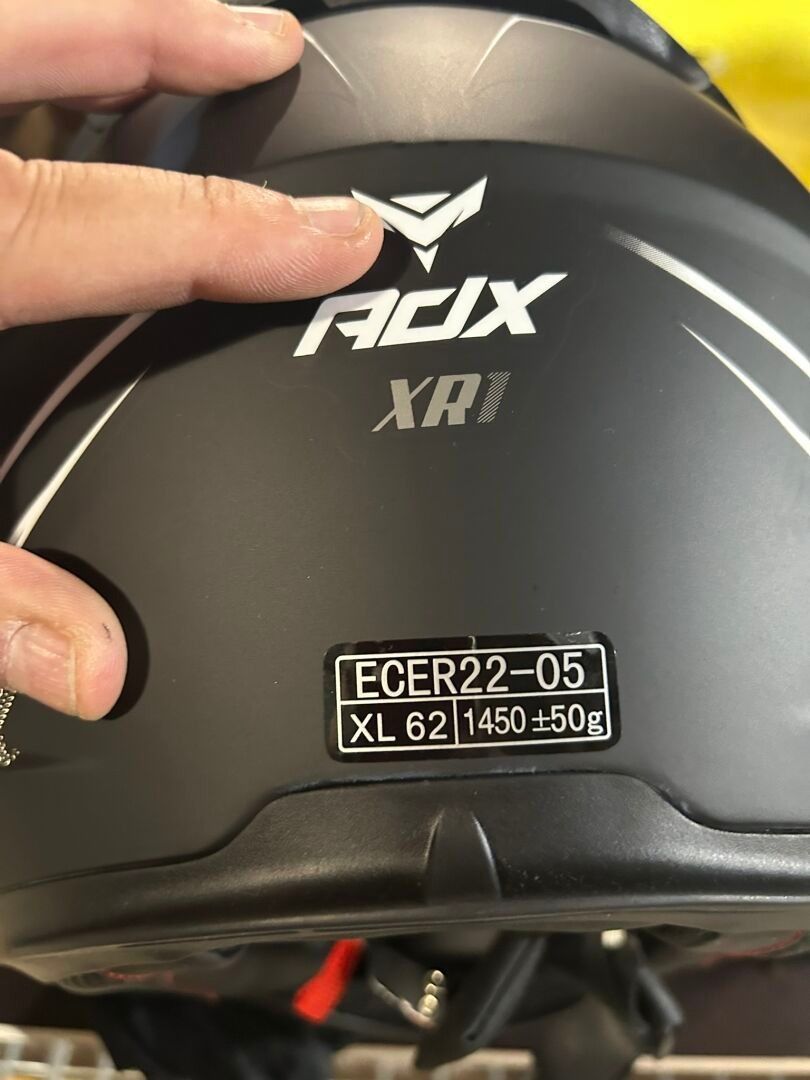 ADX
XR1
ECER22-05
XL 62 1450±50g